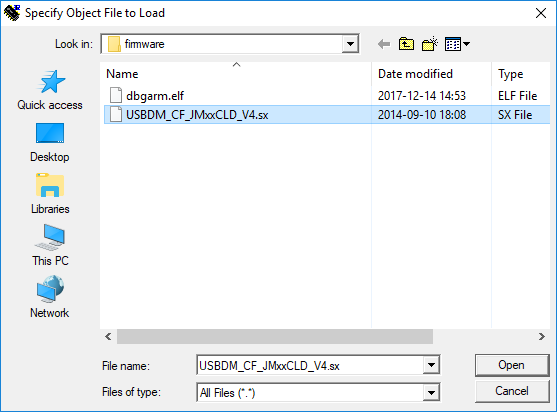 Specify Object File to Load
Look in: firmware
Name Date modified Type
dbgarm.elf 2017-12-14 14:53 ELF File
USBDM_CF_JMxxCLD_V4.sx 2014-09-10 18:08 SX File
Quick access
Desktop
Libraries
This PC
Network
File name: USBDM_CF_JMxxCLD_V4.sx Open
Files of type: All Files (*.*) Cancel